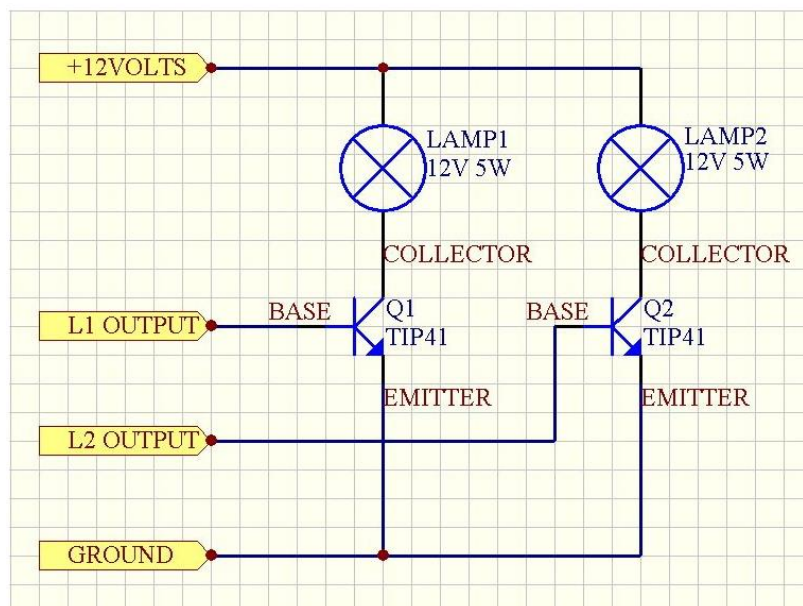 +12VOLTS
LAMP1
12V 5W
LAMP2
12V 5W
COLLECTOR
COLLECTOR
L1 OUTPUT
BASE
Q1
TIP41
BASE
Q2
TIP41
EMITTER
EMITTER
L2 OUTPUT
GROUND